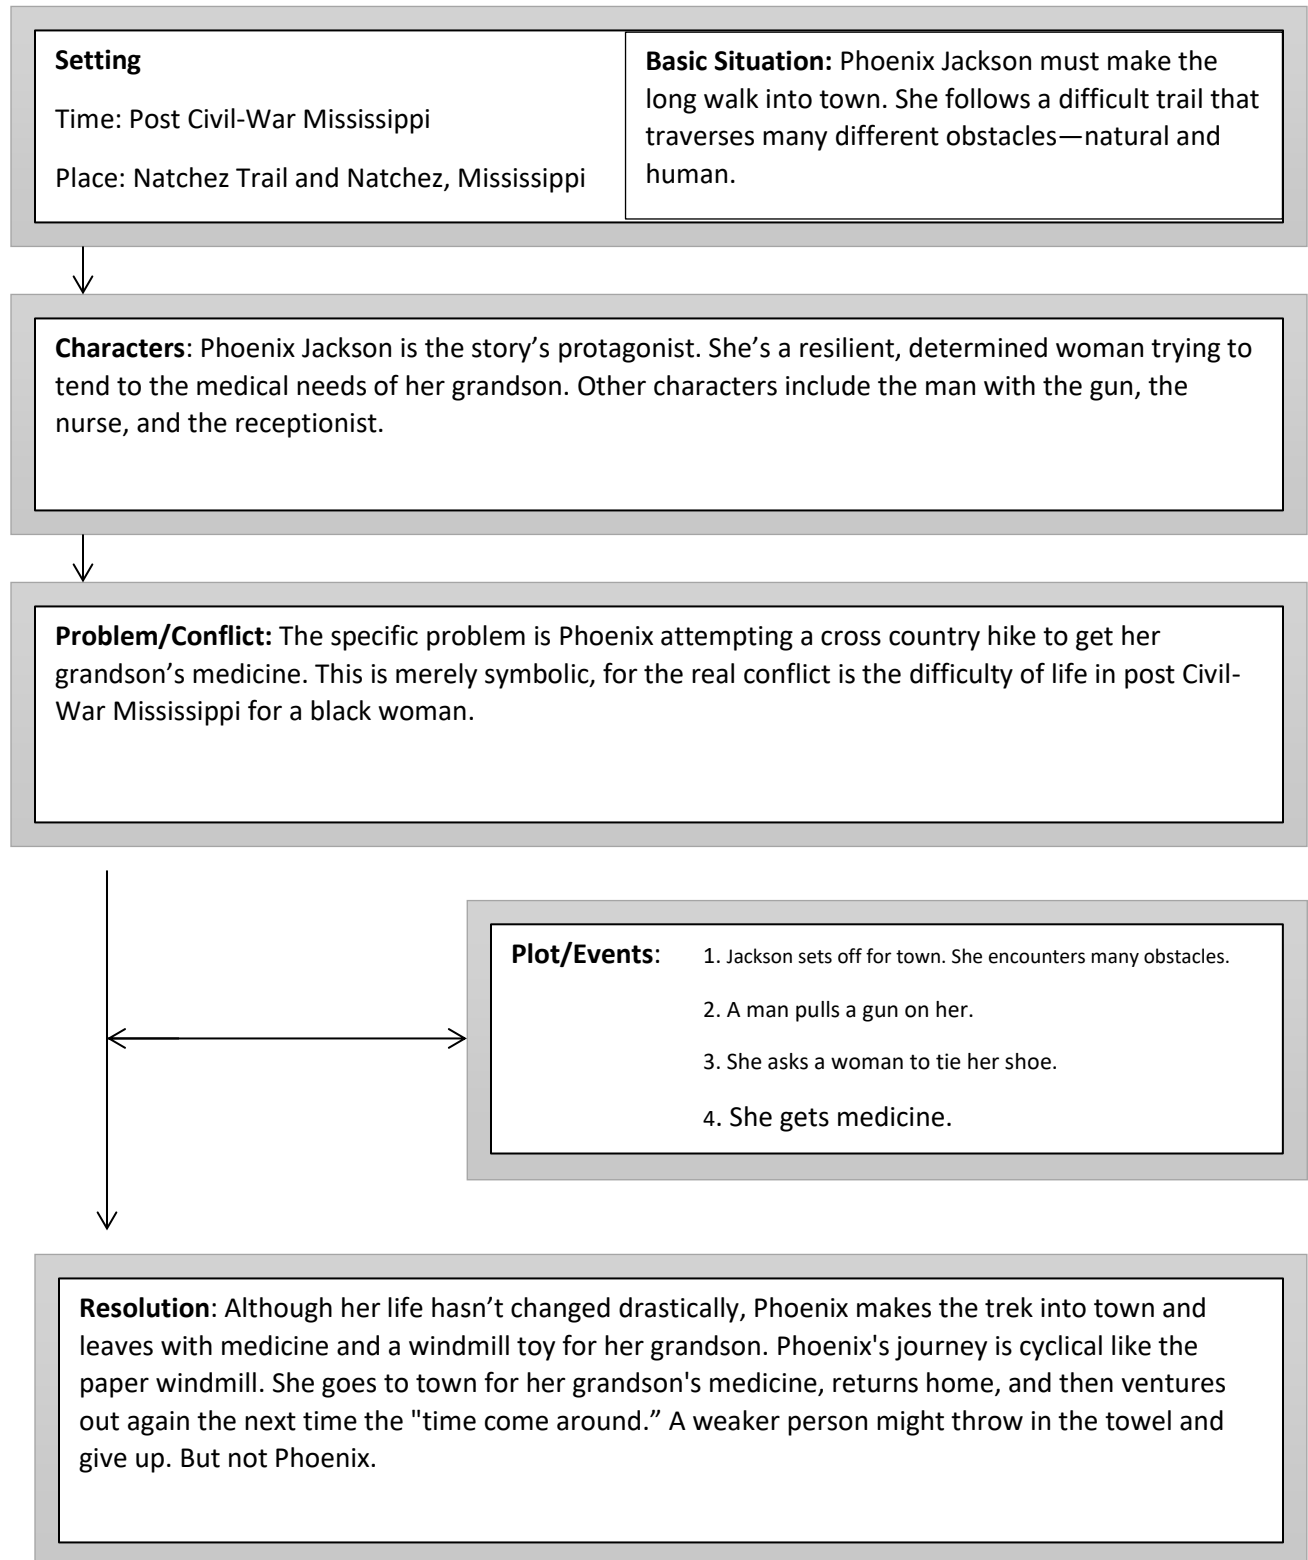 Setting
Time: Post Civil-War Mississippi
Place: Natchez Trail and Natchez, Mississippi
Basic Situation: Phoenix Jackson must make the
long walk into town. She follows a difficult trail that
traverses many different obstacles—natural and
human.
Characters: Phoenix Jackson is the story’s protagonist. She’s a resilient, determined woman trying to
tend to the medical needs of her grandson. Other characters include the man with the gun, the
nurse, and the receptionist.
Problem/Conflict: The specific problem is Phoenix attempting a cross country hike to get her
grandson’s medicine. This is merely symbolic, for the real conflict is the difficulty of life in post Civil-
War Mississippi for a black woman.
Plot/Events: 1. Jackson sets off for town. She encounters many obstacles.
2. A man pulls a gun on her.
3. She asks a woman to tie her shoe.
4. She gets medicine.
Resolution: Although her life hasn’t changed drastically, Phoenix makes the trek into town and
leaves with medicine and a windmill toy for her grandson. Phoenix's journey is cyclical like the
paper windmill. She goes to town for her grandson's medicine, returns home, and then ventures
out again the next time the "time come around.” A weaker person might throw in the towel and
give up. But not Phoenix.